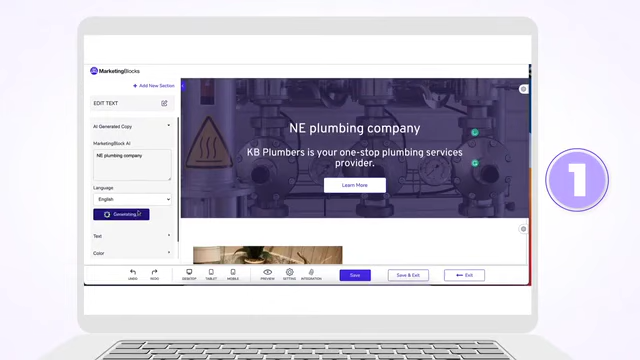 MarketingBlocks
+ Add New Section
EDIT TEXT
AI Generated Copy
MarketingBlock AI
NE plumbing company
Language
English
Text
Color
NE plumbing company
KB Plumbers is your one-stop plumbing services
provider.
Learn More
UNDO
REDO
DESKTOP
TABLET
MOBILE
PREVIEW
SETTING
INTEGRATION
Save
Save & Exit
Exit
1